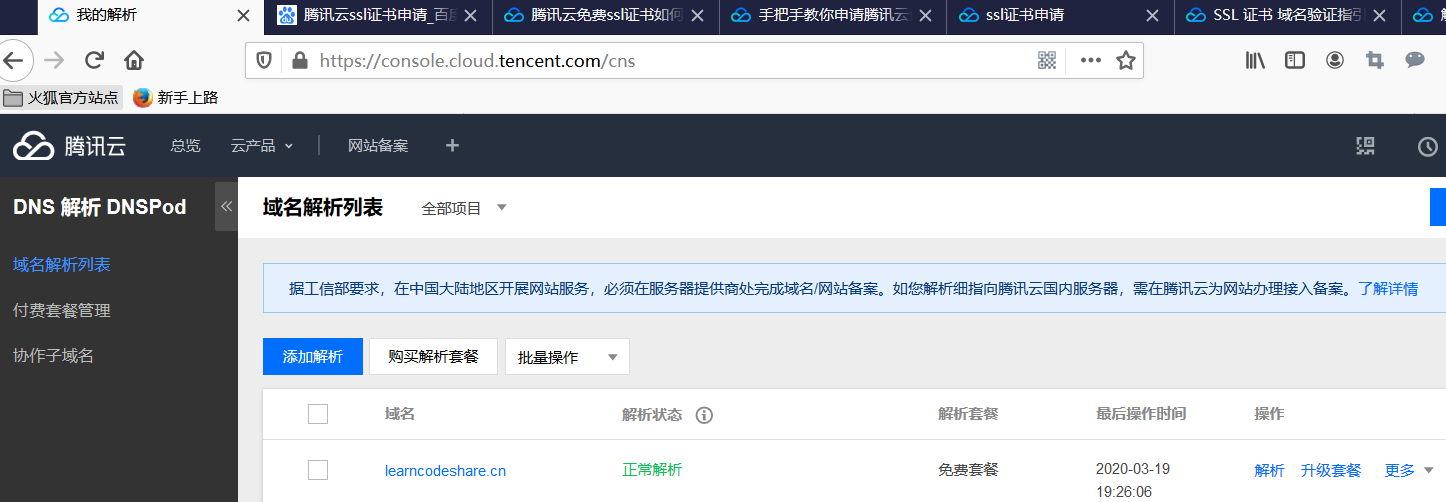 我的解析
腾讯云ssl证书申请_百度
腾讯云免费ssl证书如何
手把手教你申请腾讯云
ssl证书申请
SSL 证书 域名验证指引
https://console.cloud.tencent.com/cns
火狐官方站点
新手上路
腾讯云
总览
云产品
网站备案
DNS 解析 DNSPod
域名解析列表
付费套餐管理
协作子域名
域名解析列表
全部项目
据工信部要求，在中国大陆地区开展网站服务，必须在服务器提供商处完成域名/网站备案。如您解析细指向腾讯云国内服务器，需在腾讯云为网站办理接入备案。了解详情
添加解析
购买解析套餐
批量操作
域名
解析状态
解析套餐
最后操作时间
操作
learncodeshare.cn
正常解析
免费套餐
2020-03-19
19:26:06
解析
升级套餐
更多